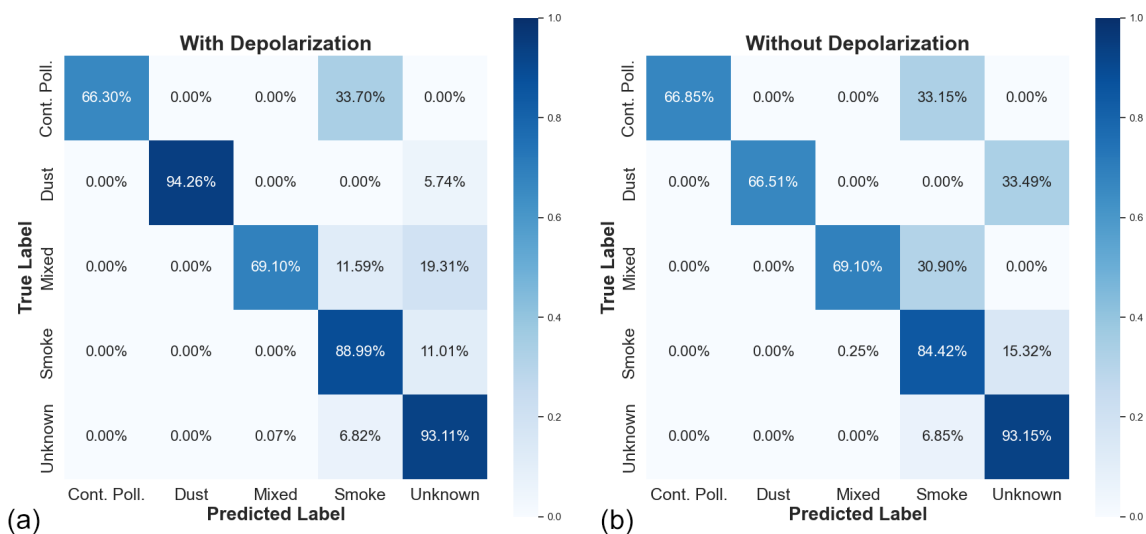 With Depolarization
Cont. Poll. 66.30% 0.00% 0.00% 33.70% 0.00%
Dust 0.00% 94.26% 0.00% 0.00% 5.74%
Mixed 0.00% 0.00% 69.10% 11.59% 19.31%
Smoke 0.00% 0.00% 0.00% 88.99% 11.01%
Unknown 0.00% 0.00% 0.07% 6.82% 93.11%
True Label
Cont. Poll. Dust Mixed Smoke Unknown
Predicted Label
1.0
0.8
0.6
0.4
0.2
0.0
(a)
Without Depolarization
Cont. Poll. 66.85% 0.00% 0.00% 33.15% 0.00%
Dust 0.00% 66.51% 0.00% 0.00% 33.49%
Mixed 0.00% 0.00% 69.10% 30.90% 0.00%
Smoke 0.00% 0.00% 0.25% 84.42% 15.32%
Unknown 0.00% 0.00% 0.00% 6.85% 93.15%
True Label
Cont. Poll. Dust Mixed Smoke Unknown
Predicted Label
1.0
0.8
0.6
0.4
0.2
0.0
(b)